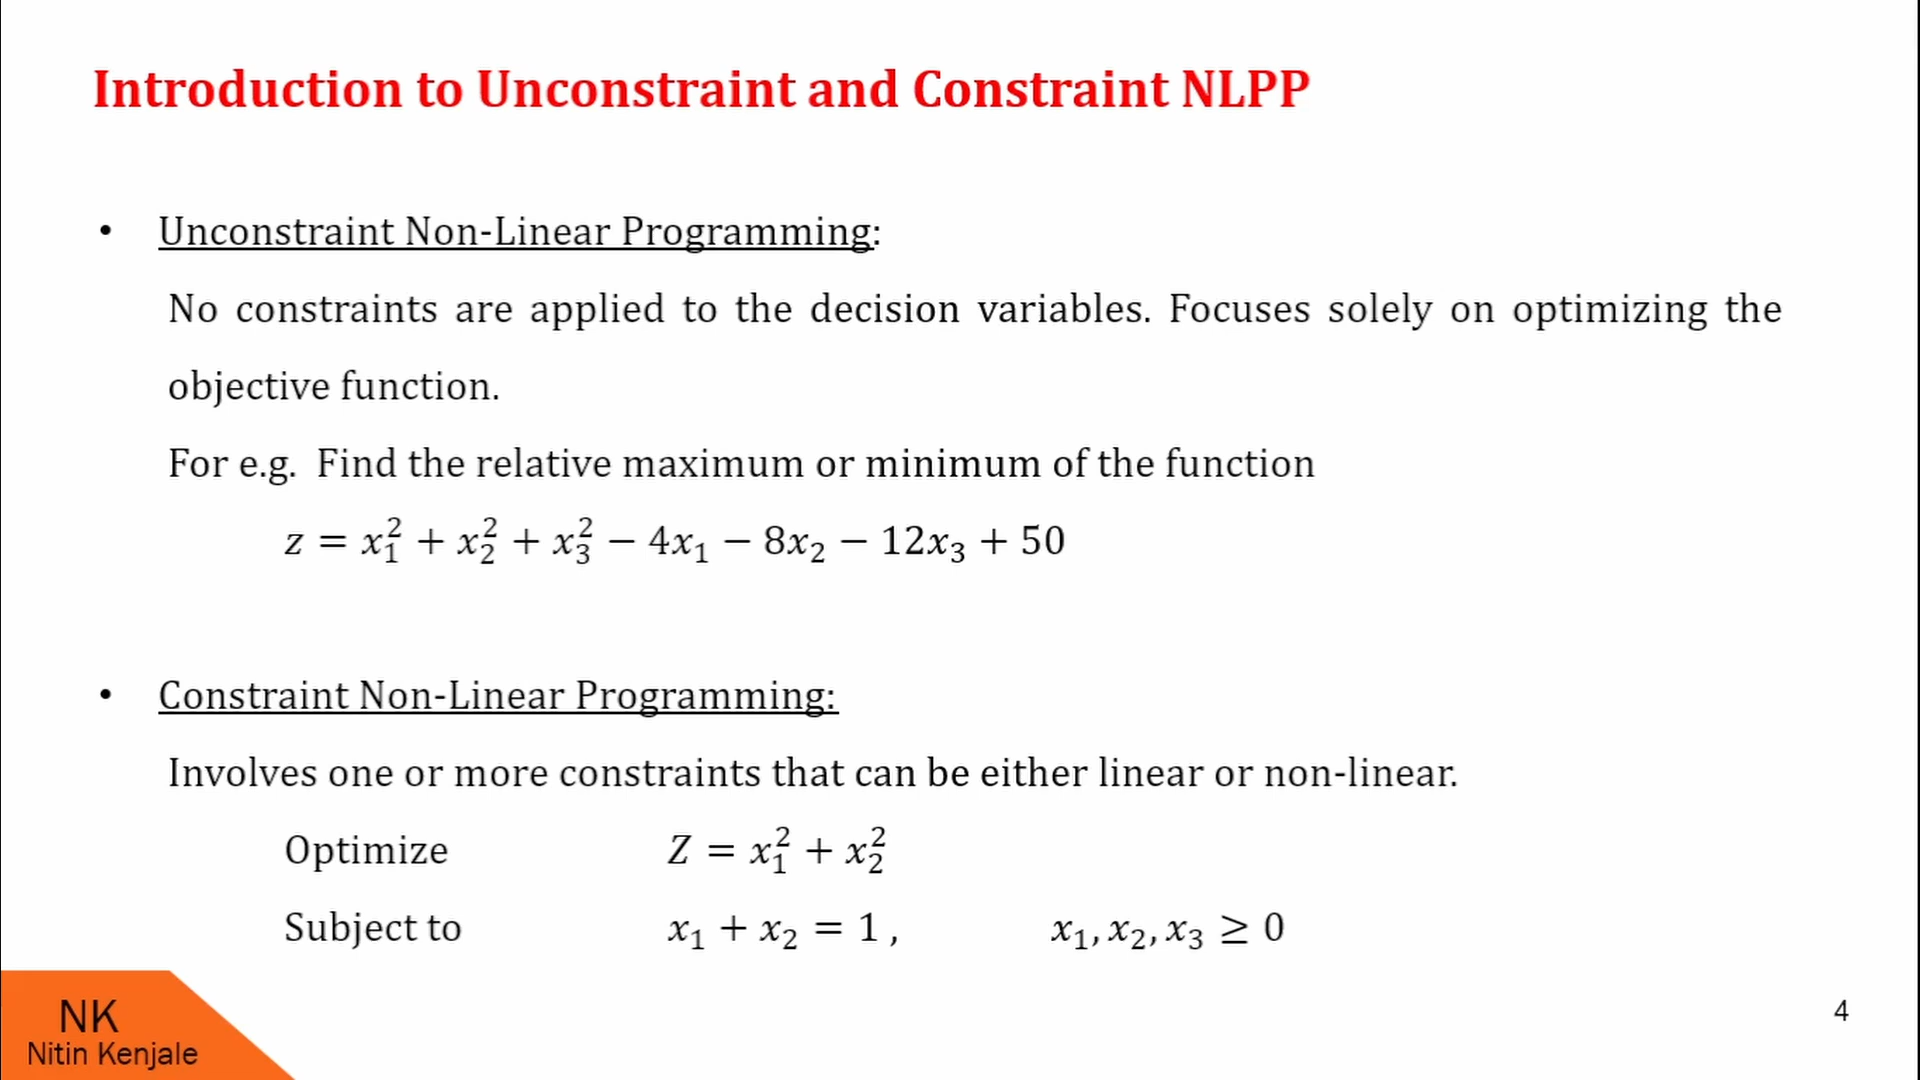 Introduction to Unconstraint and Constraint NLPP
• Unconstraint Non-Linear Programming:
No constraints are applied to the decision variables. Focuses solely on optimizing the
objective function.
For e.g. Find the relative maximum or minimum of the function
z = x₁² + x₂² + x₃² − 4x₁ − 8x₂ − 12x₃ + 50
• Constraint Non-Linear Programming:
Involves one or more constraints that can be either linear or non-linear.
Optimize Z = x₁² + x₂²
Subject to x₁ + x₂ = 1 , x₁, x₂, x₃ ≥ 0
NK
Nitin Kenjale
4